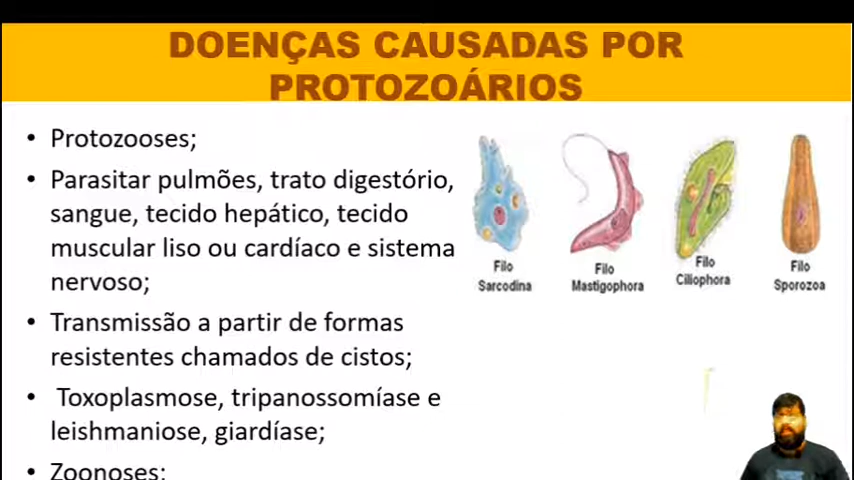 DOENÇAS CAUSADAS POR
PROTOZOÁRIOS
• Protozooses;
• Parasitar pulmões, trato digestório,
sangue, tecido hepático, tecido
muscular liso ou cardíaco e sistema
nervoso;
• Transmissão a partir de formas
resistentes chamados de cistos;
• Toxoplasmose, tripanossomíase e
leishmaniose, giardíase;
• Zoonoses;
Filo
Sarcodina
Filo
Mastigophora
Filo
Ciliophora
Filo
Sporozoa